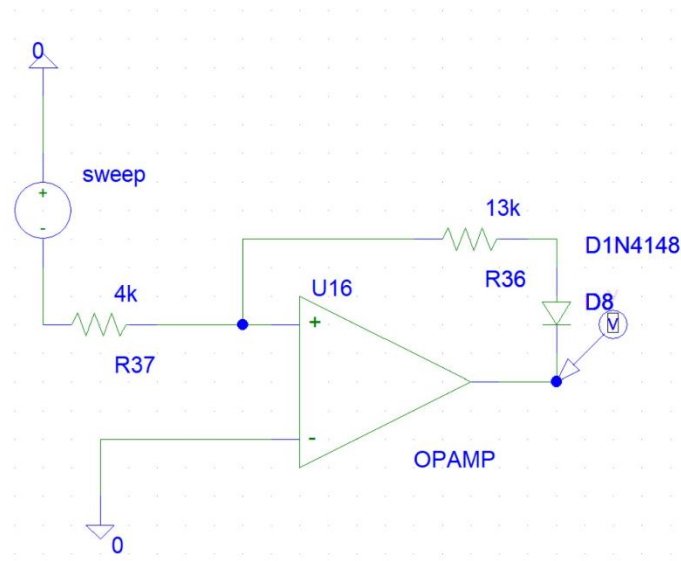 0
sweep
+
-
13k
D1N4148
R36
4k
U16
D8
V
+
R37
-
OPAMP
0